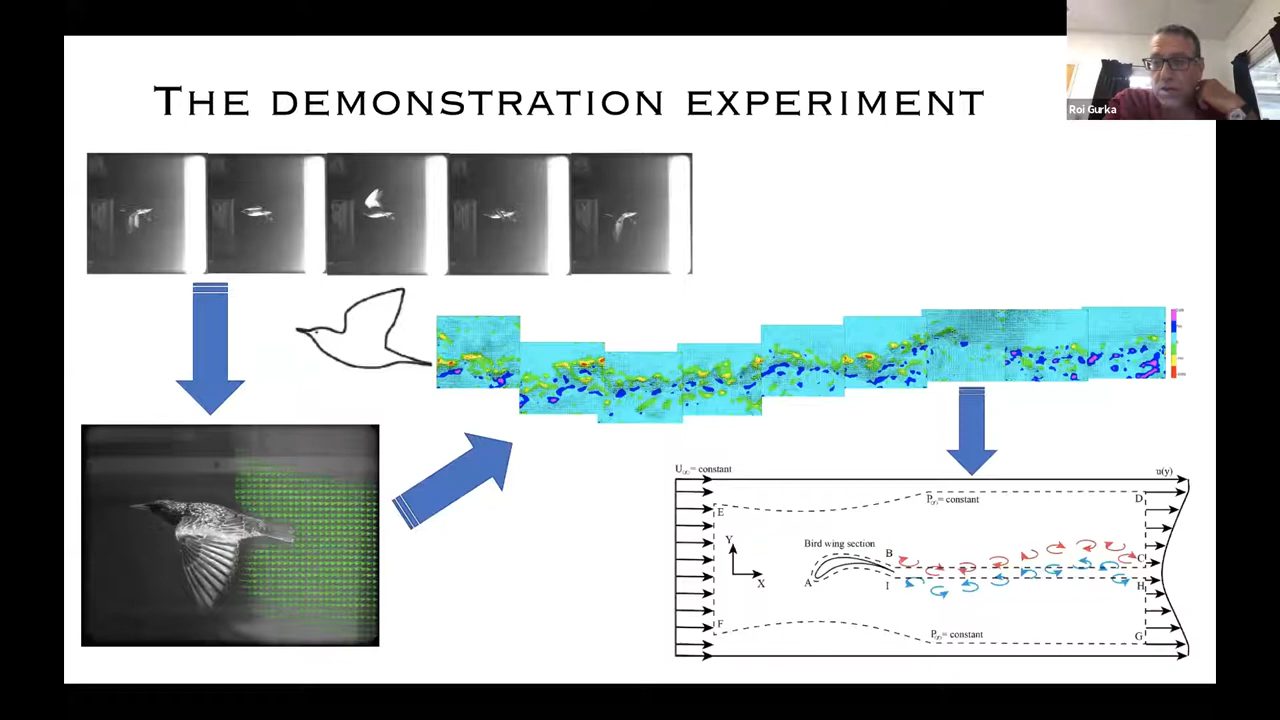 THE DEMONSTRATION EXPERIMENT
Roi Gurka
U∞= constant
u(y)
E
P∞= constant
D
Y
Bird wing section
B
C
X
A
I
H
F
P∞= constant
G